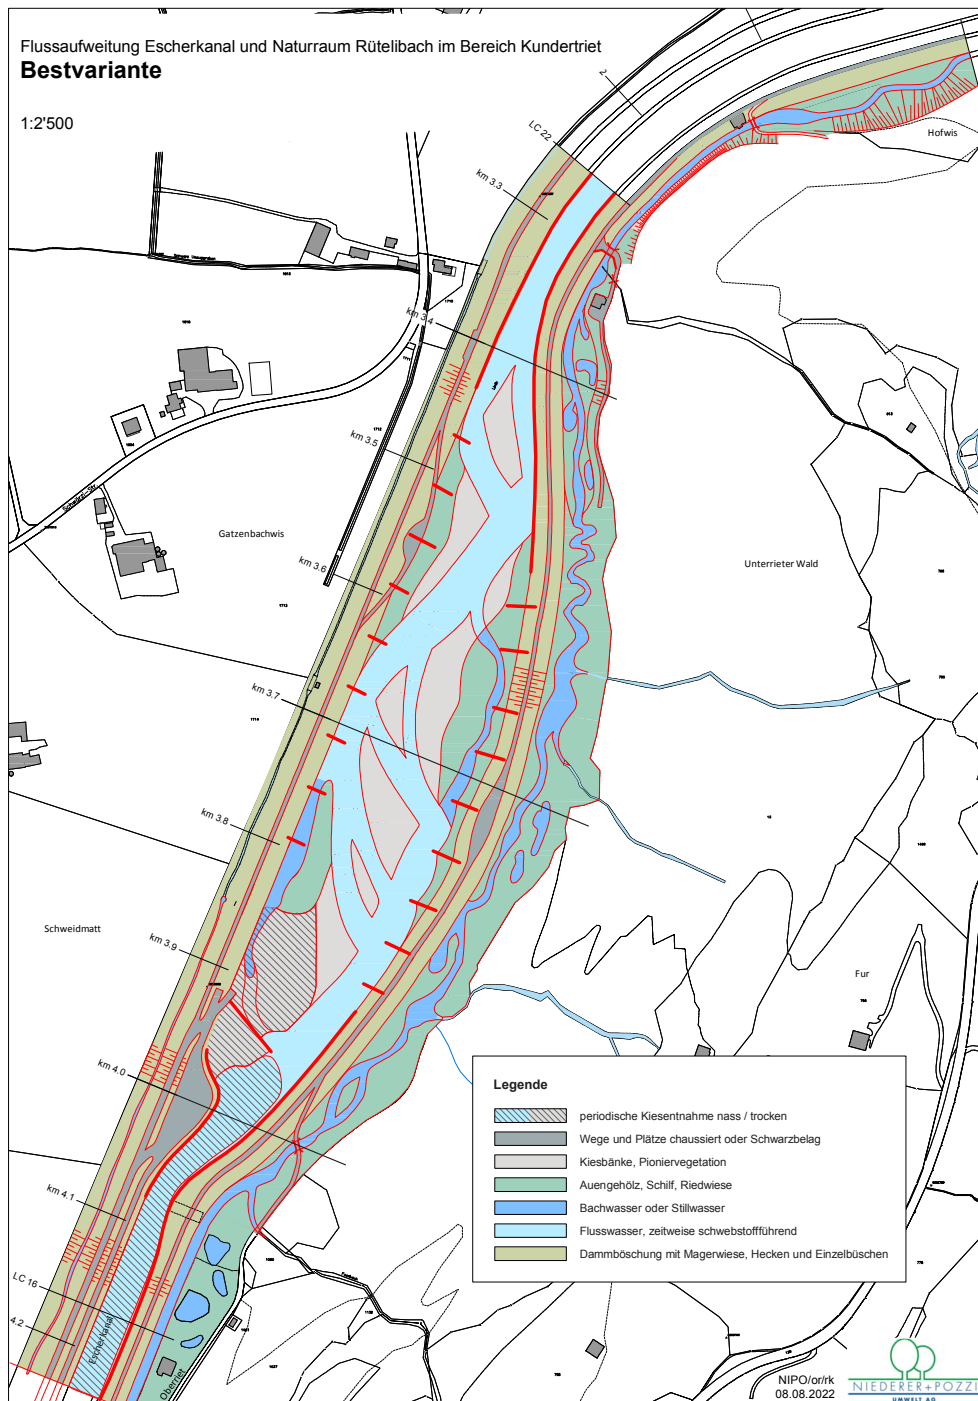 Flussaufweitung Escherkanal und Naturraum Rütelibach im Bereich Kundertriet
Bestvariante
1:2'500
2
LC 22
Hofwis
km 3.3
km 3.4
km 3.5
Gatzenbachwis
km 3.6
Unterrieter Wald
km 3.7
km 3.8
Schweidmatt
km 3.9
Fur
km 4.0
km 4.1
LC 16
4.2
Escherkanal
Oberriet
Legende
periodische Kiesentnahme nass / trocken
Wege und Plätze chaussiert oder Schwarzbelag
Kiesbänke, Pioniervegetation
Auengehölz, Schilf, Riedwiese
Bachwasser oder Stillwasser
Flusswasser, zeitweise schwebstoffführend
Dammböschung mit Magerwiese, Hecken und Einzelbüschen
NIPO/or/rk
08.08.2022
NIEDERER+POZZI
UMWELT AG